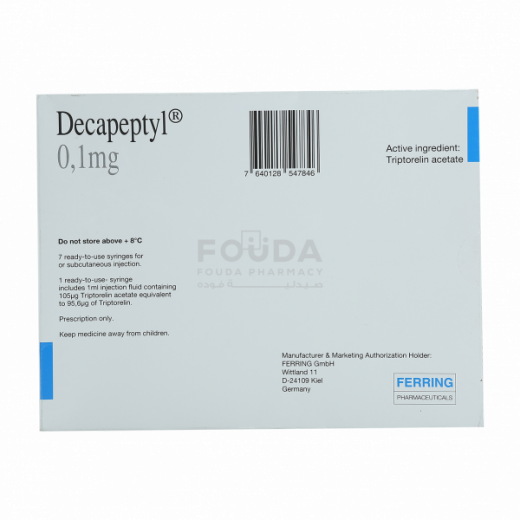 Decapeptyl®
0,1mg
7 640128 547846
Active ingredient:
Triptorelin acetate
Do not store above + 8°C
7 ready-to-use syringes for
or subcutaneous injection.
1 ready-to-use- syringe
includes 1ml injection fluid containing
105µg Triptorelin acetate equivalent
to 95,6µg of Triptorelin.
Prescription only.
Keep medicine away from children.
FOUDA
FOUDA PHARMACY
صيدلية فوده
Manufacturer & Marketing Authorization Holder:
FERRING GmbH
Wittland 11
D-24109 Kiel
Germany
FERRING
PHARMACEUTICALS